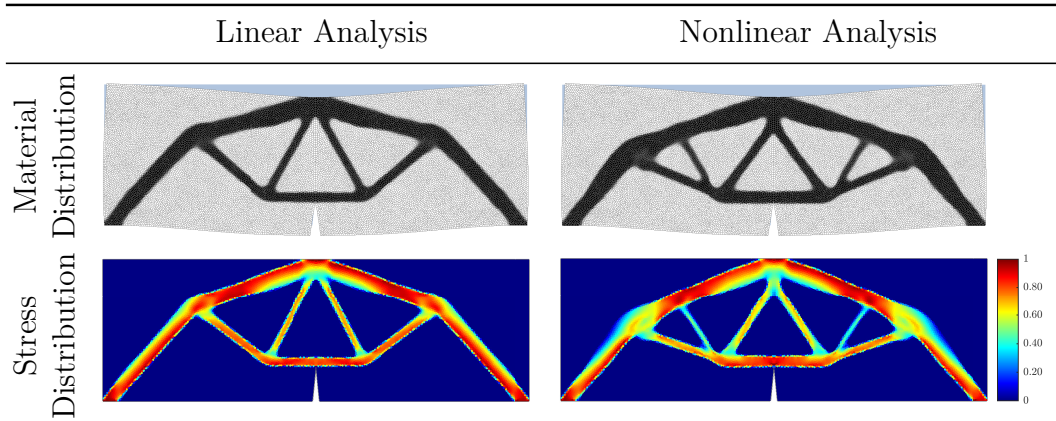 Linear Analysis
Nonlinear Analysis
Material
Distribution
Stress
Distribution
1
0.80
0.60
0.40
0.20
0